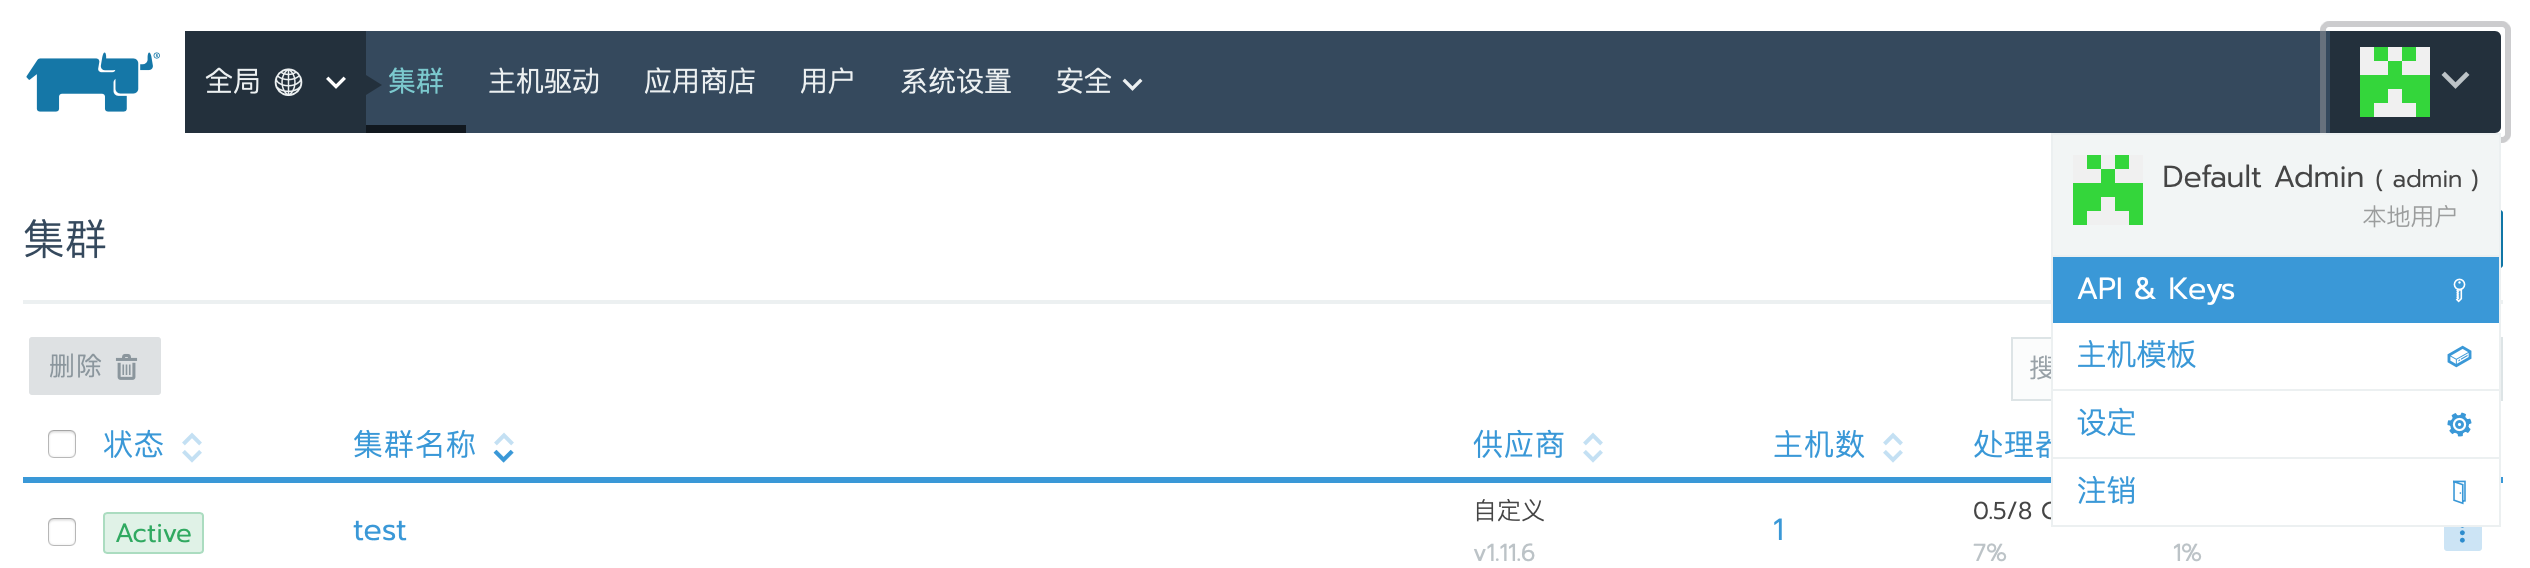 全局 集群 主机驱动 应用商店 用户 系统设置 安全
Default Admin ( admin )
本地用户
集群
API & Keys
主机模板
设定
注销
删除
搜
状态 集群名称 供应商 主机数 处理器
Active test 自定义 1 0.5/8
v1.11.6 7% 1%